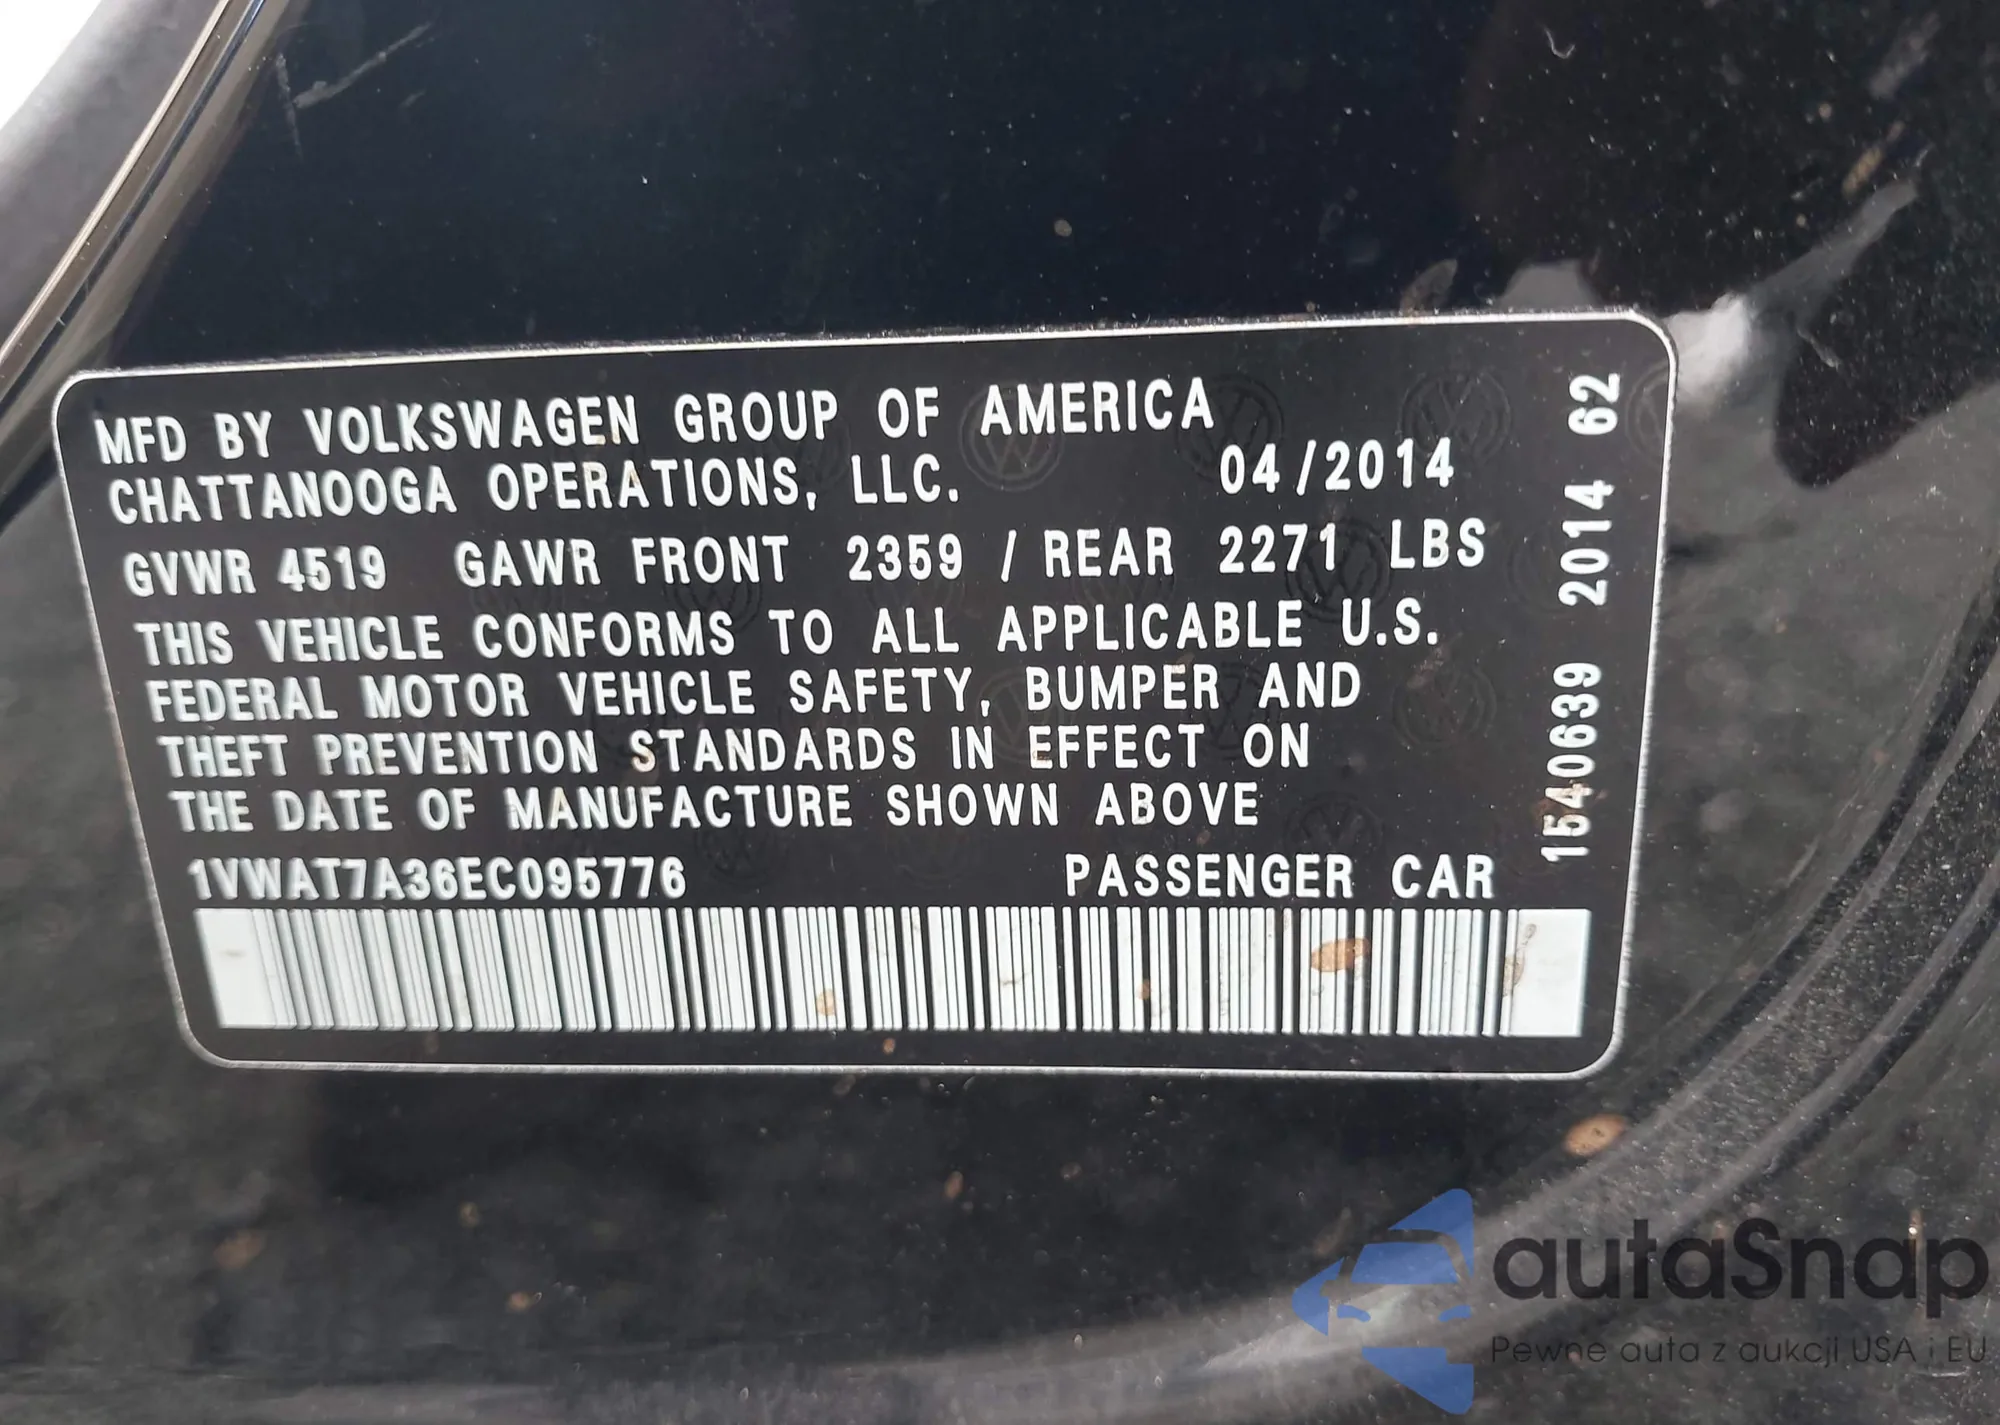 MFD BY VOLKSWAGEN GROUP OF AMERICA
CHATTANOOGA OPERATIONS, LLC. 04/2014
GVWR 4519 GAWR FRONT 2359 / REAR 2271 LBS
THIS VEHICLE CONFORMS TO ALL APPLICABLE U.S.
FEDERAL MOTOR VEHICLE SAFETY, BUMPER AND
THEFT PREVENTION STANDARDS IN EFFECT ON
THE DATE OF MANUFACTURE SHOWN ABOVE
1VWAT7A36EC095776 PASSENGER CAR
1540639 2014 62
autaSnap
Pewne auta z aukcji USA i EU